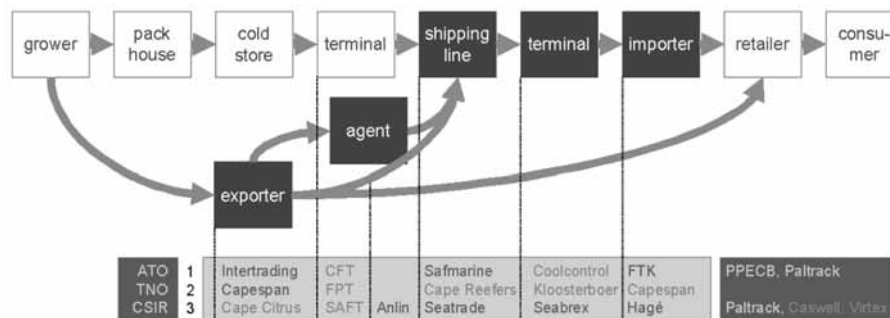 grower
pack
house
cold
store
terminal
shipping
line
terminal
importer
retailer
consu-
mer
agent
exporter
ATO 1 Intertrading CFT Safmarine Coolcontrol FTK PPECB, Paltrack
TNO 2 Capespan FPT Cape Reefers Kloosterboer Capespan
CSIR 3 Cape Citrus SAFT Anlin Seatrade Seabrex Hagé Paltrack, Caswell, Virtex